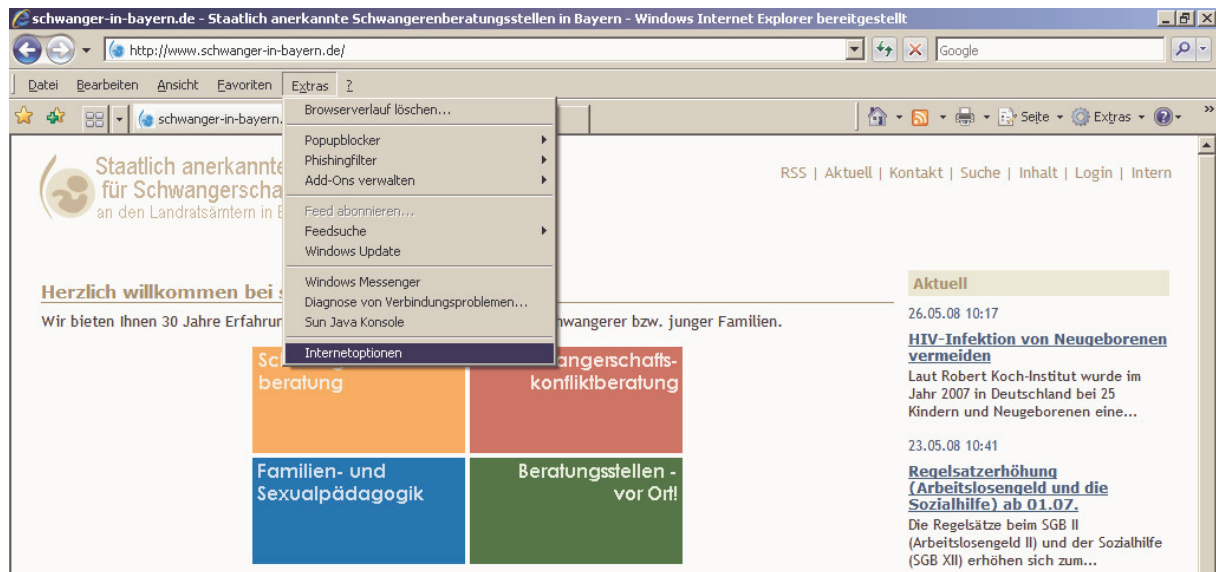 schwanger-in-bayern.de - Staatlich anerkannte Schwangerenberatungsstellen in Bayern - Windows Internet Explorer bereitgestellt
http://www.schwanger-in-bayern.de/
Google
Datei Bearbeiten Ansicht Favoriten Extras ?
schwanger-in-bayern.
Seite Extras
Browserverlauf löschen...
Popupblocker
Phishingfilter
Add-Ons verwalten
Feed abonnieren...
Feedsuche
Windows Update
Windows Messenger
Diagnose von Verbindungsproblemen...
Sun Java Konsole
Internetoptionen
Staatlich anerkannte
für Schwangerscha
an den Landratsämtern in
RSS | Aktuell | Kontakt | Suche | Inhalt | Login | Intern
Herzlich willkommen bei
Wir bieten Ihnen 30 Jahre Erfahrun
hwangerer bzw. junger Familien.
beratung
angerschafts-
konfliktberatung
Familien- und
Sexualpädagogik
Beratungsstellen -
vor Ort!
Aktuell
26.05.08 10:17
HIV-Infektion von Neugeborenen
vermeiden
Laut Robert Koch-Institut wurde im
Jahr 2007 in Deutschland bei 25
Kindern und Neugeborenen eine...
23.05.08 10:41
Regelsatzerhöhung
(Arbeitslosengeld und die
Sozialhilfe) ab 01.07.
Die Regelsätze beim SGB II
(Arbeitslosengeld II) und der Sozialhilfe
(SGB XII) erhöhen sich zum...